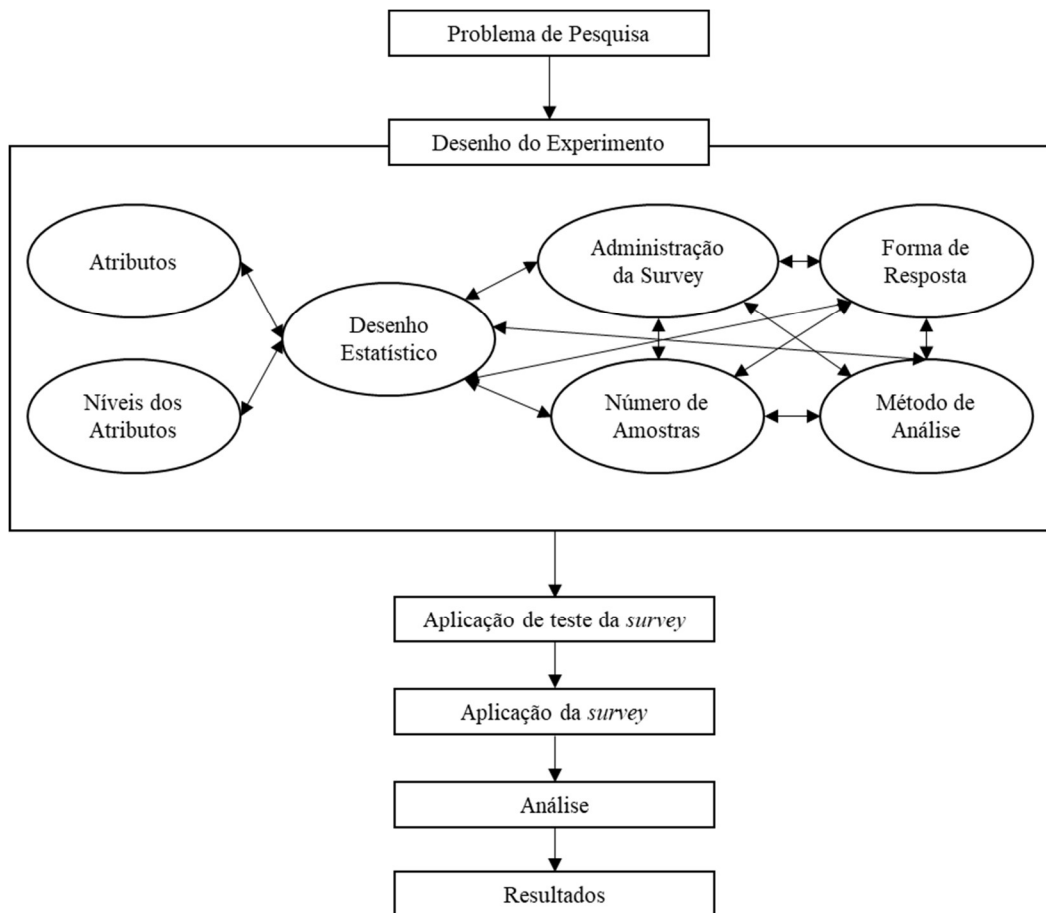 Problema de Pesquisa
Desenho do Experimento
Atributos
Níveis dos
Atributos
Desenho
Estatístico
Administração
da Survey
Forma de
Resposta
Número de
Amostras
Método de
Análise
Aplicação de teste da survey
Aplicação da survey
Análise
Resultados